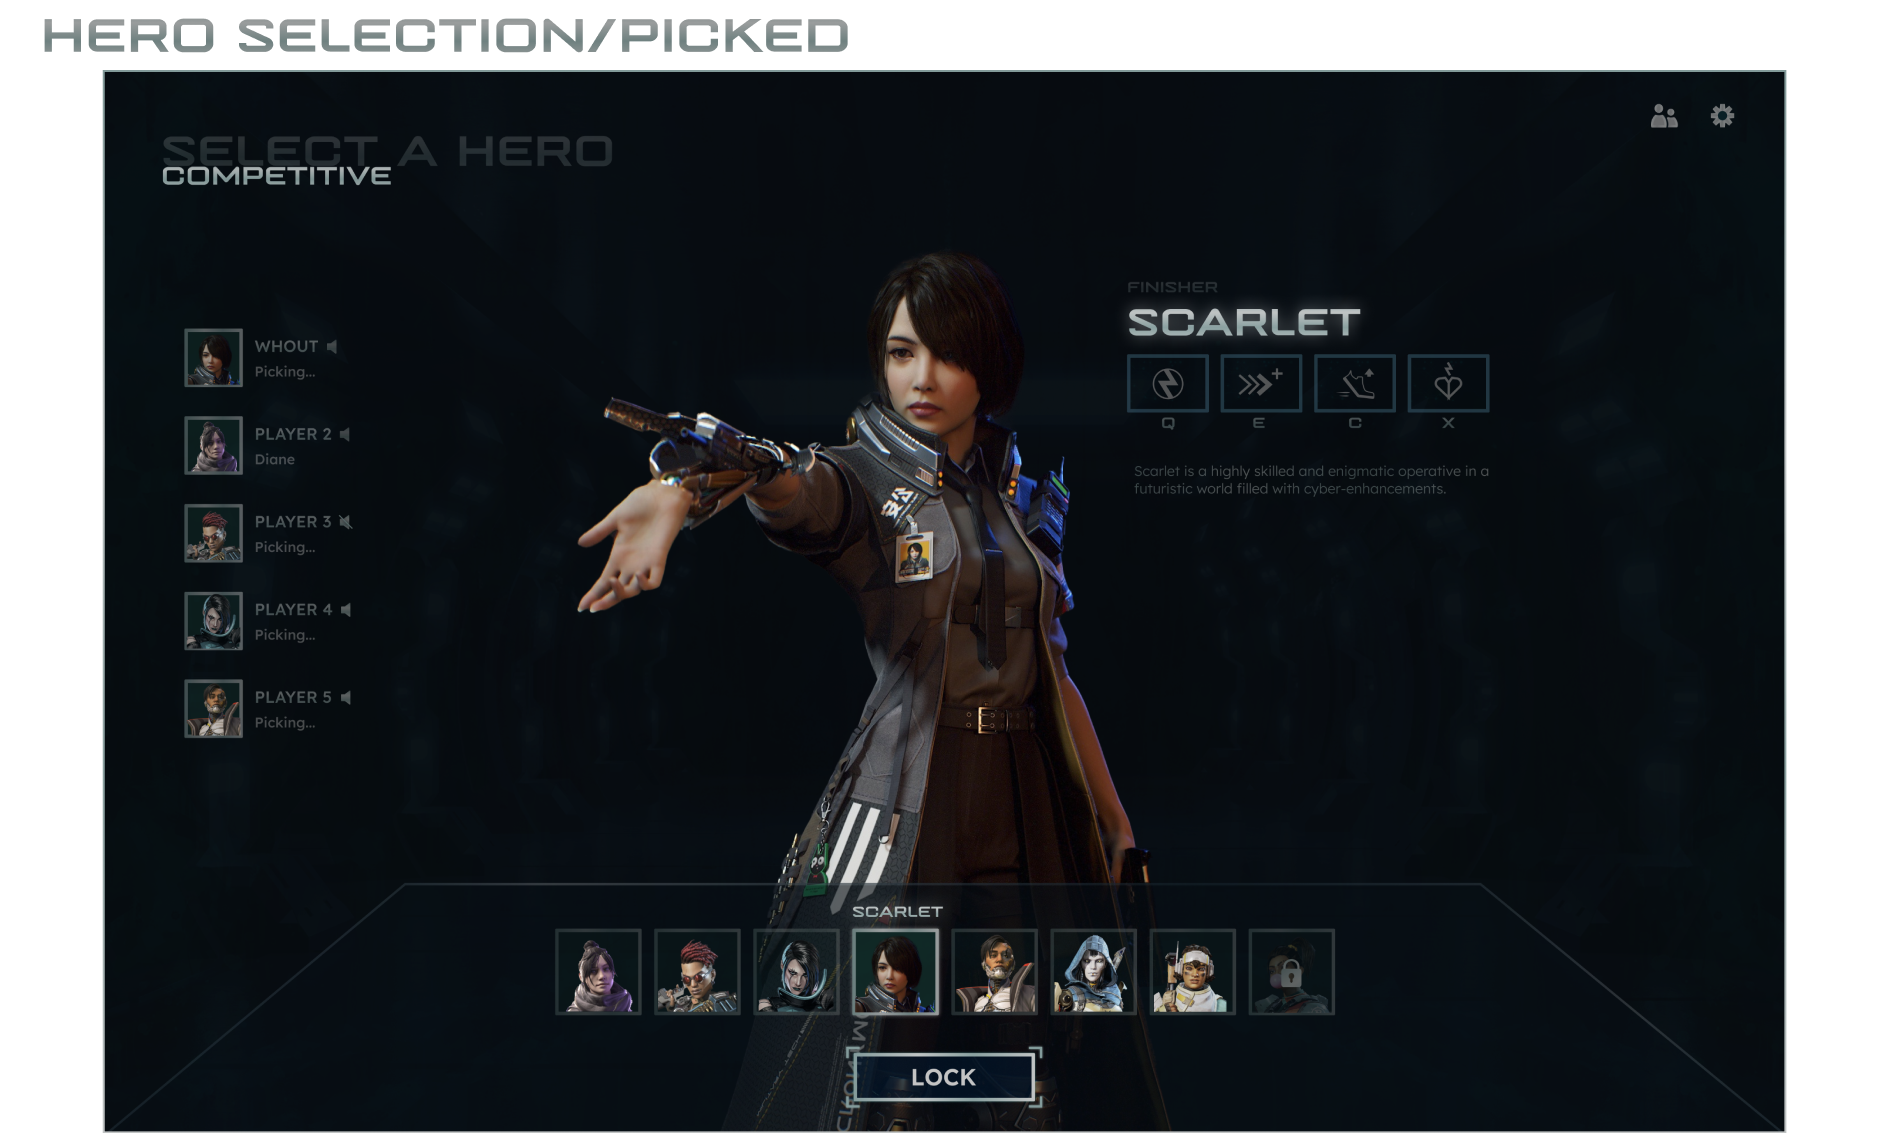 HERO SELECTION/PICKED
SELECT A HERO
COMPETITIVE
WHOUT
Picking...
PLAYER 2
Diane
PLAYER 3
Picking...
PLAYER 4
Picking...
PLAYER 5
Picking...
FINISHER
SCARLET
Q E C X
Scarlet is a highly skilled and enigmatic operative in a
futuristic world filled with cyber-enhancements.
SCARLET
LOCK